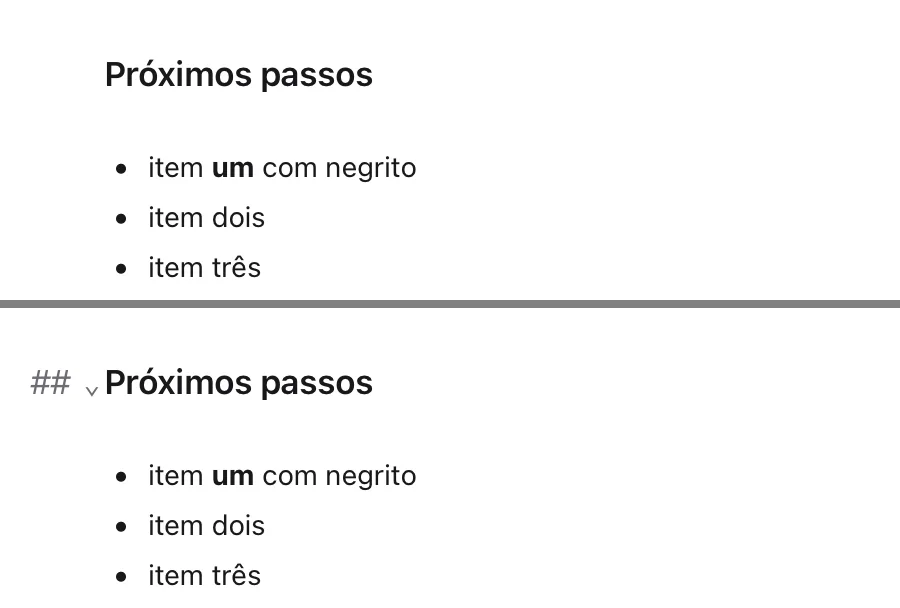 Próximos passos
• item um com negrito
• item dois
• item três
## Próximos passos
• item um com negrito
• item dois
• item três